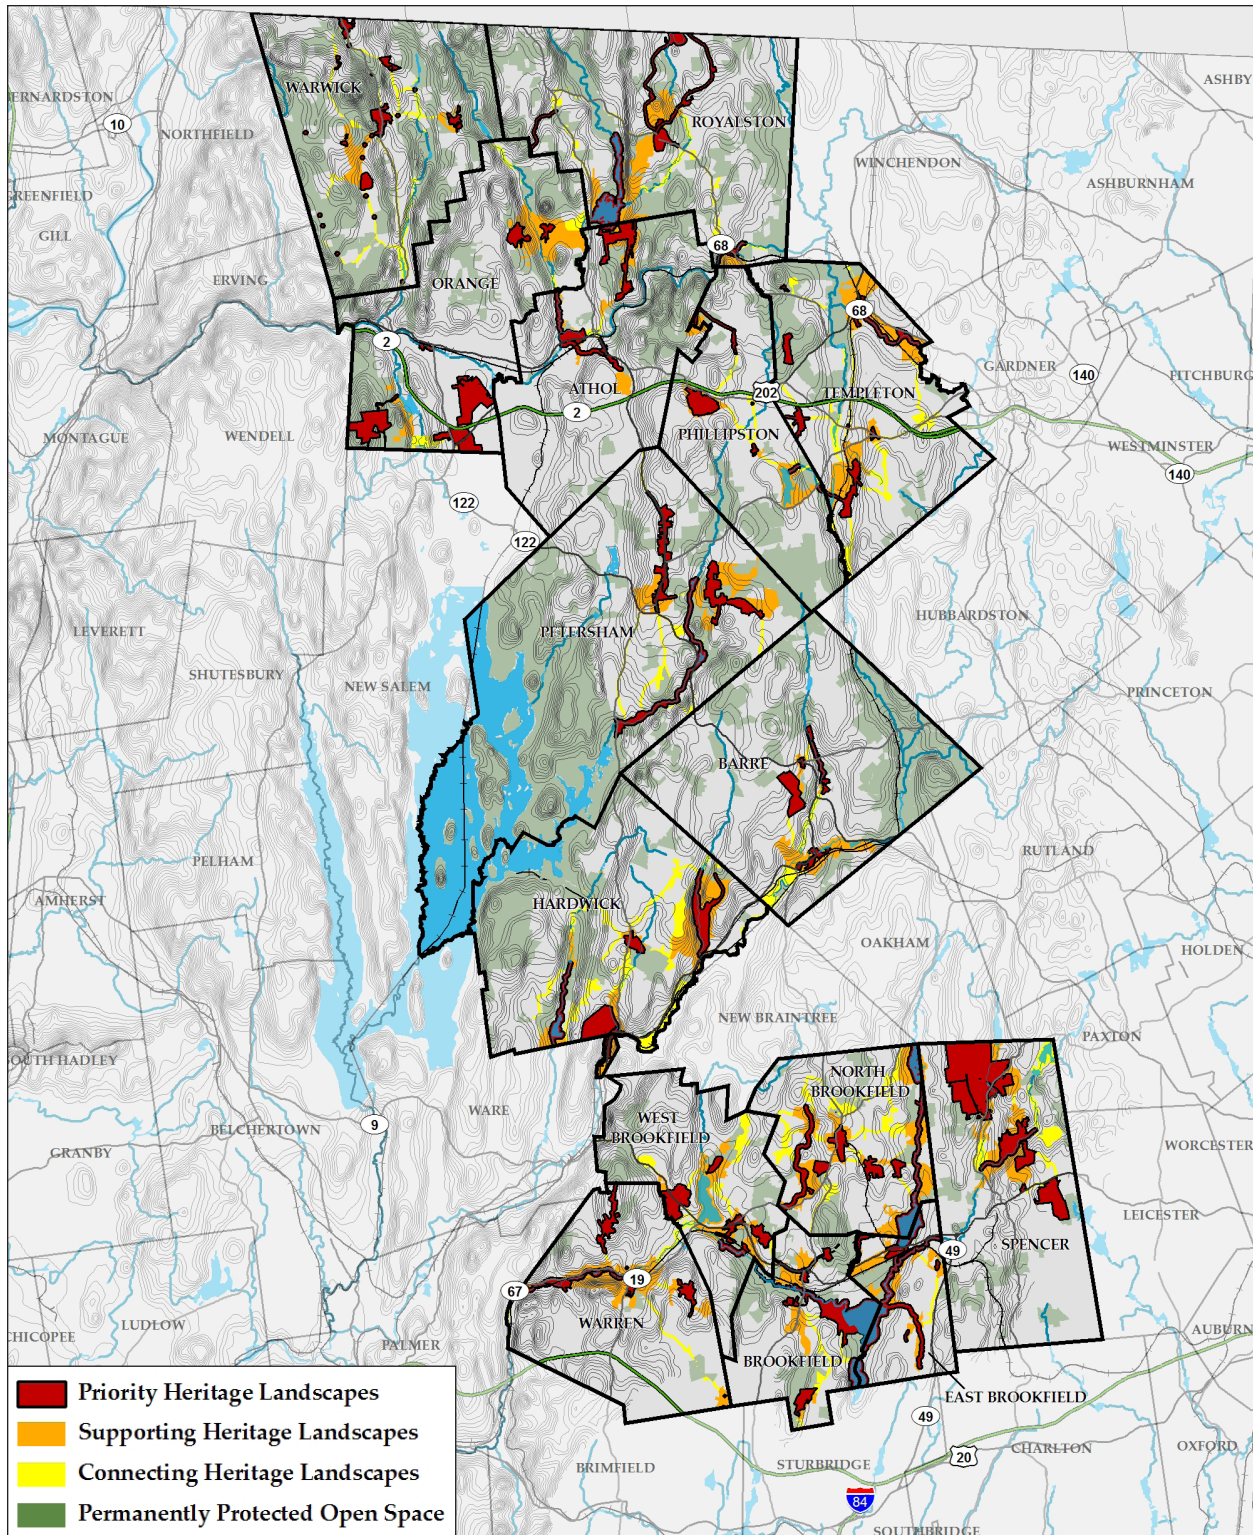 ASHBY
WARWICK
ERNARDSTON
10
ROYALSTON
NORTHFIELD
WINCHENDON
ASHBURNHAM
GREENFIELD
GILL
68
ERVING
ORANGE
68
2
GARDNER
140
FITCHBURG
ATHOL
202
TEMPLETON
2
PHILLIPSTON
MONTAGUE
WENDELL
WESTMINSTER
140
122
122
HUBBARDSTON
LEVERETT
PETERSHAM
SHUTESBURY
NEW SALEM
PRINCETON
BARRE
PELHAM
RUTLAND
AMHERST
HARDWICK
OAKHAM
HOLDEN
NEW BRAINTREE
PAXTON
SOUTH HADLEY
NORTH
BROOKFIELD
WARE
WEST
BROOKFIELD
9
BELCHERTOWN
GRANBY
WORCESTER
LEICESTER
SPENCER
49
19
67
WARREN
LUDLOW
CHICOPEE
AUBURN
PALMER
BROOKFIELD
EAST BROOKFIELD
49
CHARLTON
OXFORD
20
STURBRIDGE
BRIMFIELD
84
SOUTHBRIDGE
Priority Heritage Landscapes
Supporting Heritage Landscapes
Connecting Heritage Landscapes
Permanently Protected Open Space